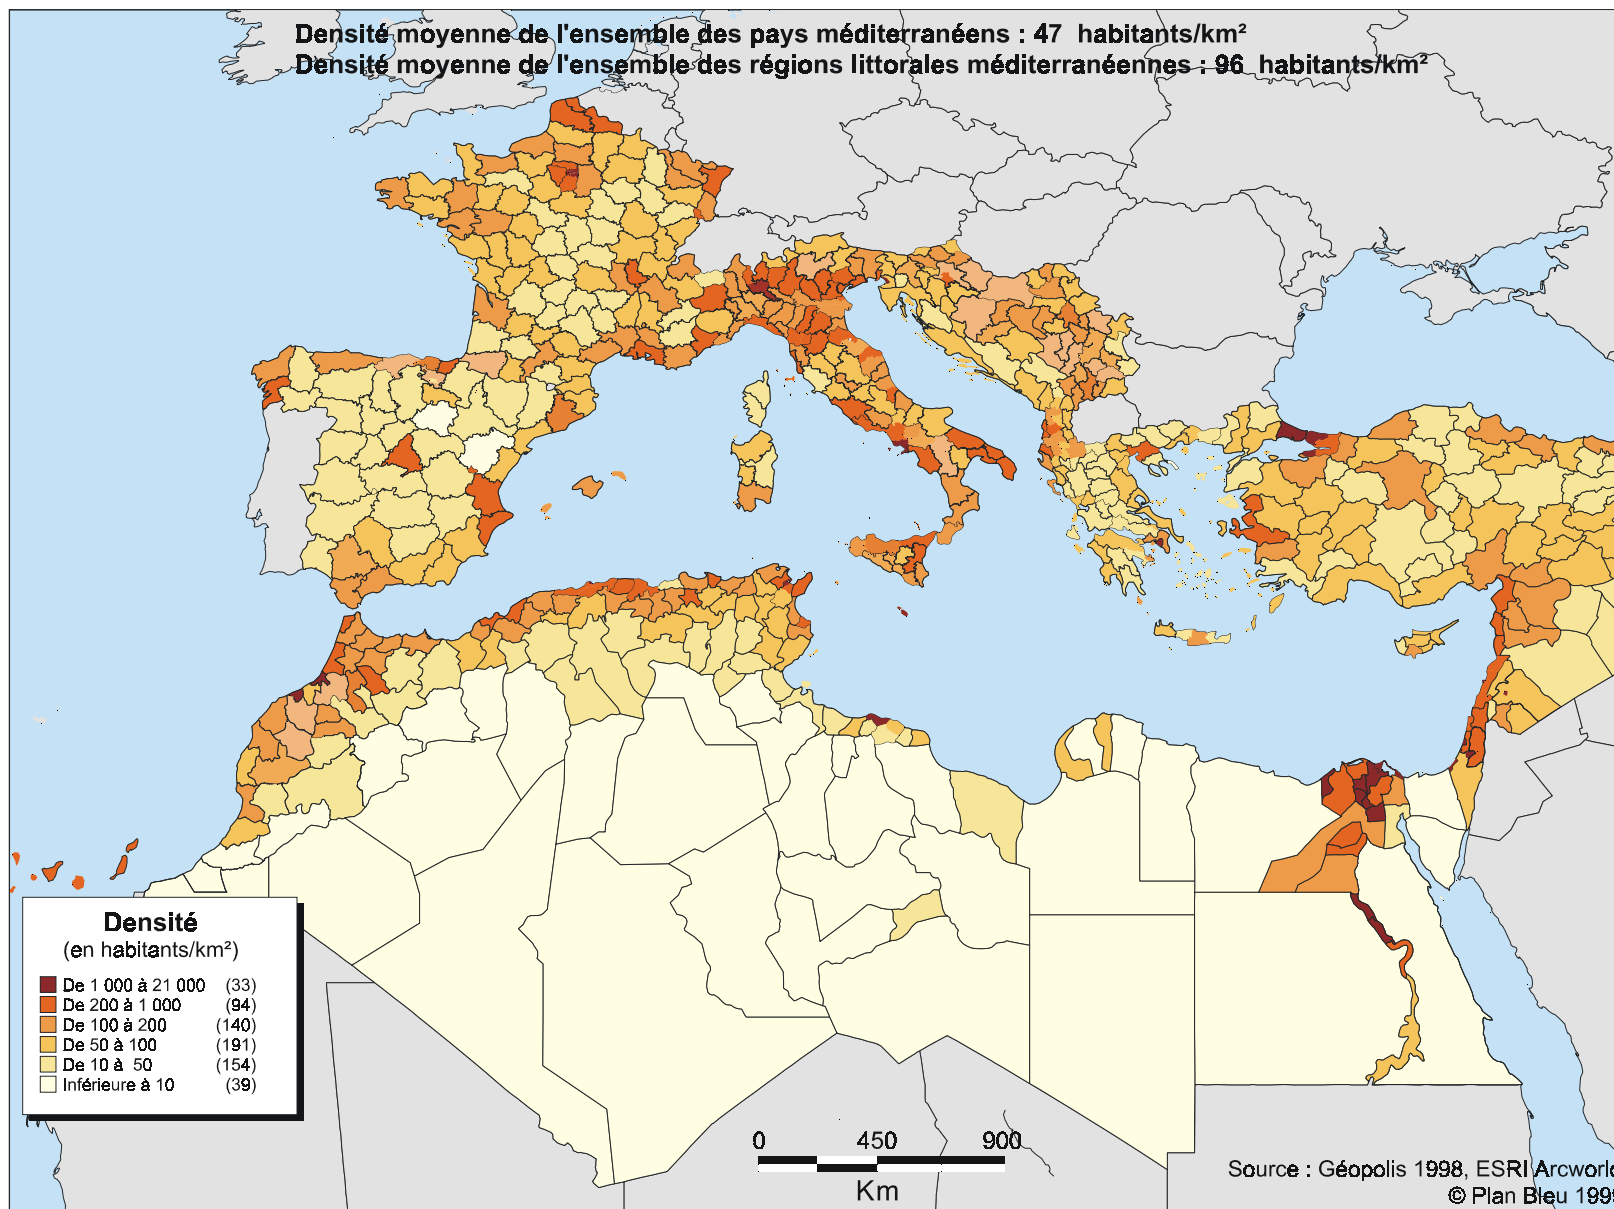 Densité moyenne de l'ensemble des pays méditerranéens : 47 habitants/km²
Densité moyenne de l'ensemble des régions littorales méditerranéennes : 96 habitants/km²
Densité
(en habitants/km²)
De 1 000 à 21 000 (33)
De 200 à 1 000 (94)
De 100 à 200 (140)
De 50 à 100 (191)
De 10 à 50 (154)
Inférieure à 10 (39)
0 450 900
Km
Source : Géopolis 1998, ESRI Arcworld
© Plan Bleu 1999